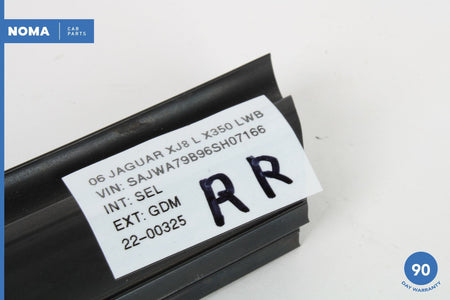 NOMA CAR PARTS
06 JAGUAR XJ8 L X350 LWB
VIN: SAJWA79B96SH07166
INT: SEL
EXT: GDM
22-00325
R R
90
DAY WARRANTY